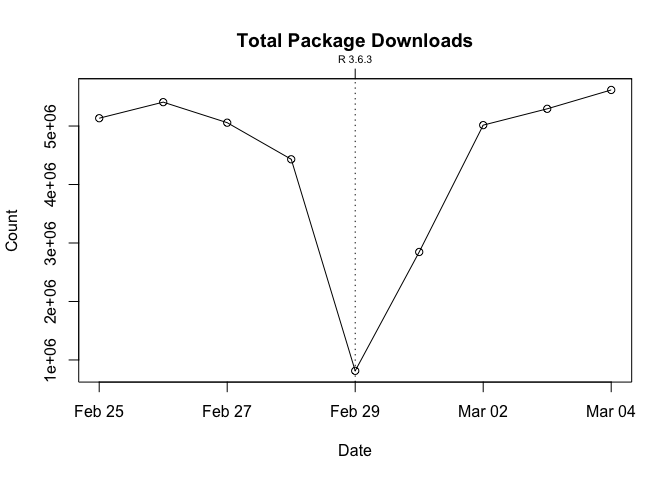 Total Package Downloads
R 3.6.3
Count
5e+06
4e+06
3e+06
2e+06
1e+06
Feb 25
Feb 27
Feb 29
Mar 02
Mar 04
Date